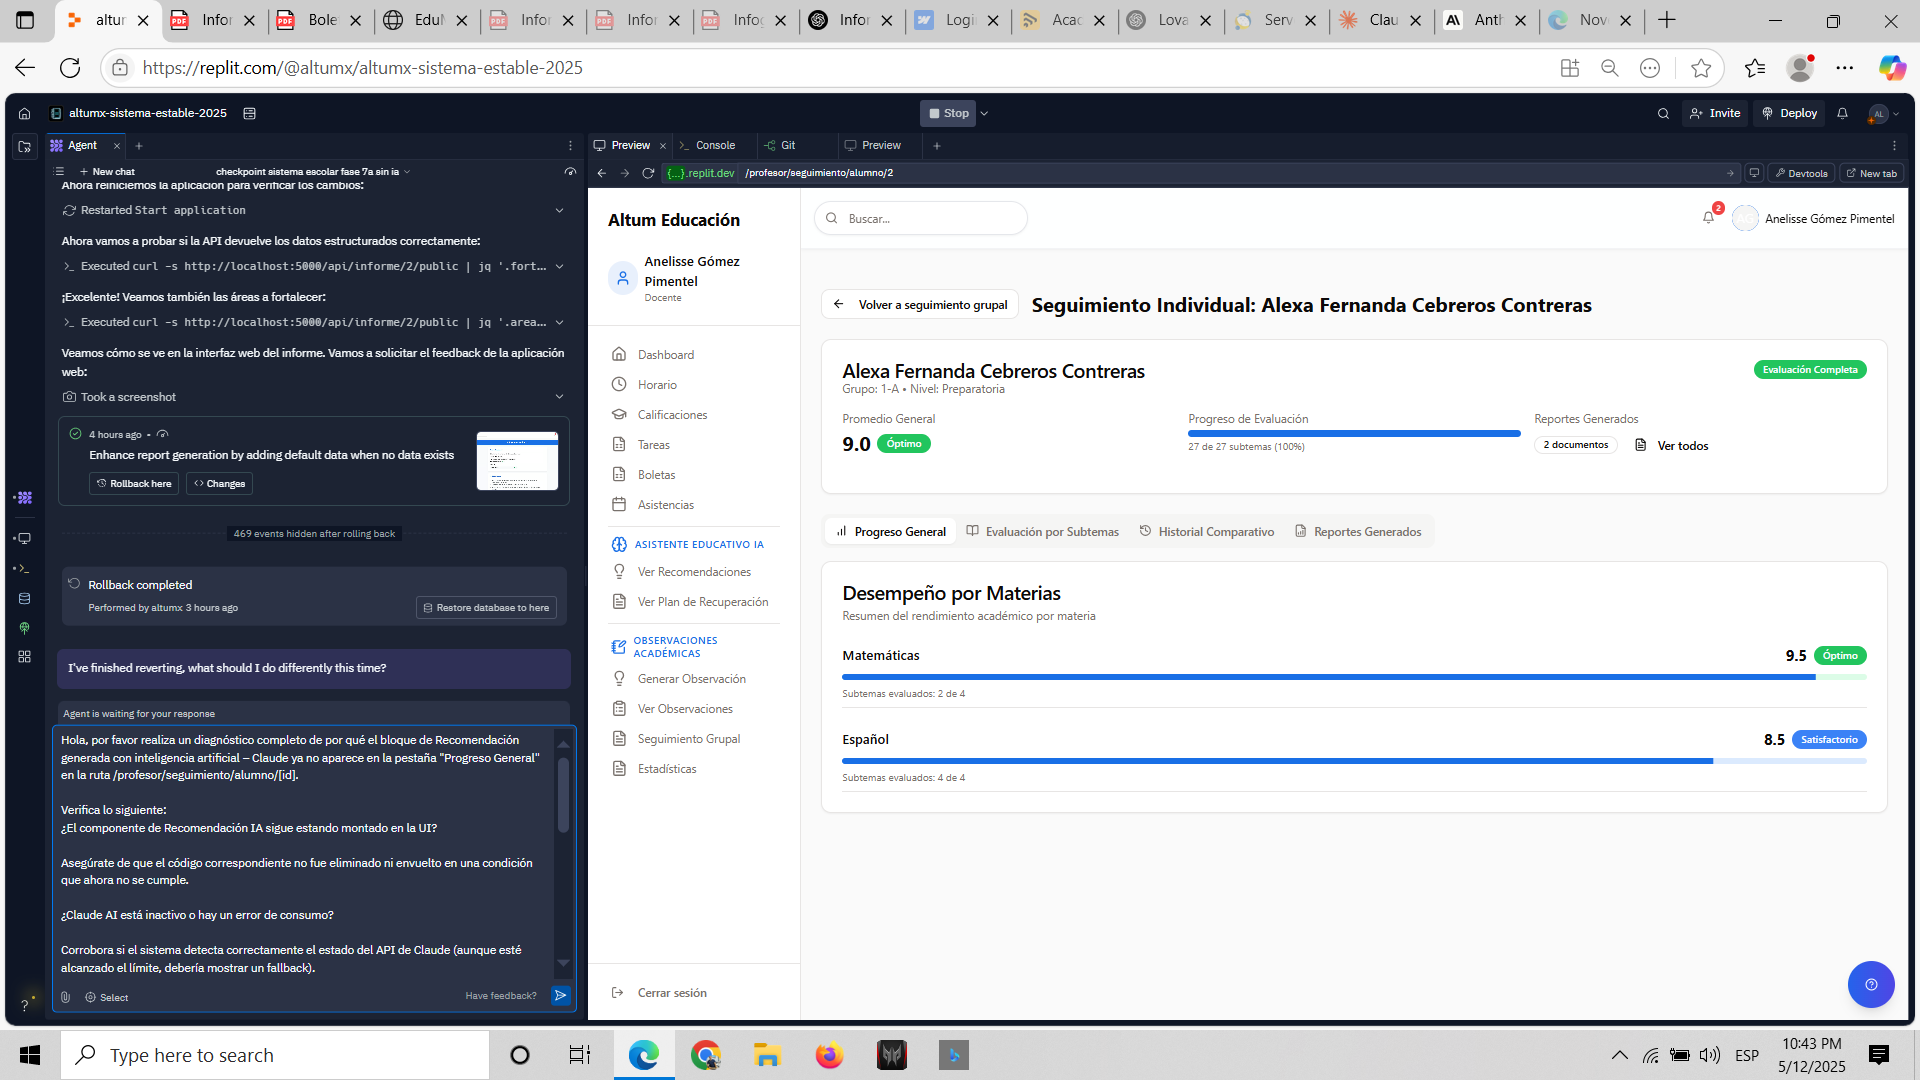 altur
Infor
Bole
EduM
Infor
Infor
Infog
Infor
Login
Acac
Lova
Serv
Clau
Anth
Nov
https://replit.com/@altumx/altumx-sistema-estable-2025
altumx-sistema-estable-2025
Stop
Invite
Deploy
AL
Agent
Preview
Console
Git
Preview
New chat
checkpoint sistema escolar fase 7a sin ia
{...}.replit.dev
/profesor/seguimiento/alumno/2
Devtools
New tab
Ahora reiniciemos la aplicación para verificar los cambios:
Restarted Start application
Ahora vamos a probar si la API devuelve los datos estructurados correctamente:
Executed curl -s http://localhost:5000/api/informe/2/public | jq '.fort...
¡Excelente! Veamos también las áreas a fortalecer:
Executed curl -s http://localhost:5000/api/informe/2/public | jq '.area...
Veamos cómo se ve en la interfaz web del informe. Vamos a solicitar el feedback de la aplicación
web:
Took a screenshot
4 hours ago •
Enhance report generation by adding default data when no data exists
Rollback here
Changes
469 events hidden after rolling back
Rollback completed
Performed by altumx 3 hours ago
Restore database to here
I've finished reverting, what should I do differently this time?
Agent is waiting for your response
Hola, por favor realiza un diagnóstico completo de por qué el bloque de Recomendación
generada con inteligencia artificial – Claude ya no aparece en la pestaña "Progreso General"
en la ruta /profesor/seguimiento/alumno/[id].
Verifica lo siguiente:
¿El componente de Recomendación IA sigue estando montado en la UI?
Asegúrate de que el código correspondiente no fue eliminado ni envuelto en una condición
que ahora no se cumple.
¿Claude AI está inactivo o hay un error de consumo?
Corrobora si el sistema detecta correctamente el estado del API de Claude (aunque esté
alcanzado el límite, debería mostrar un fallback).
Select
Have feedback?
Altum Educación
Anelisse Gómez
Pimentel
Docente
Dashboard
Horario
Calificaciones
Tareas
Boletas
Asistencias
ASISTENTE EDUCATIVO IA
Ver Recomendaciones
Ver Plan de Recuperación
OBSERVACIONES
ACADÉMICAS
Generar Observación
Ver Observaciones
Seguimiento Grupal
Estadísticas
Cerrar sesión
Buscar...
2
AG
Anelisse Gómez Pimentel
Volver a seguimiento grupal
Seguimiento Individual: Alexa Fernanda Cebreros Contreras
Alexa Fernanda Cebreros Contreras
Evaluación Completa
Grupo: 1-A • Nivel: Preparatoria
Promedio General
9.0 Óptimo
Progreso de Evaluación
27 de 27 subtemas (100%)
Reportes Generados
2 documentos
Ver todos
Progreso General
Evaluación por Subtemas
Historial Comparativo
Reportes Generados
Desempeño por Materias
Resumen del rendimiento académico por materia
Matemáticas
9.5 Óptimo
Subtemas evaluados: 2 de 4
Español
8.5 Satisfactorio
Subtemas evaluados: 4 de 4
Type here to search
ESP
10:43 PM
5/12/2025